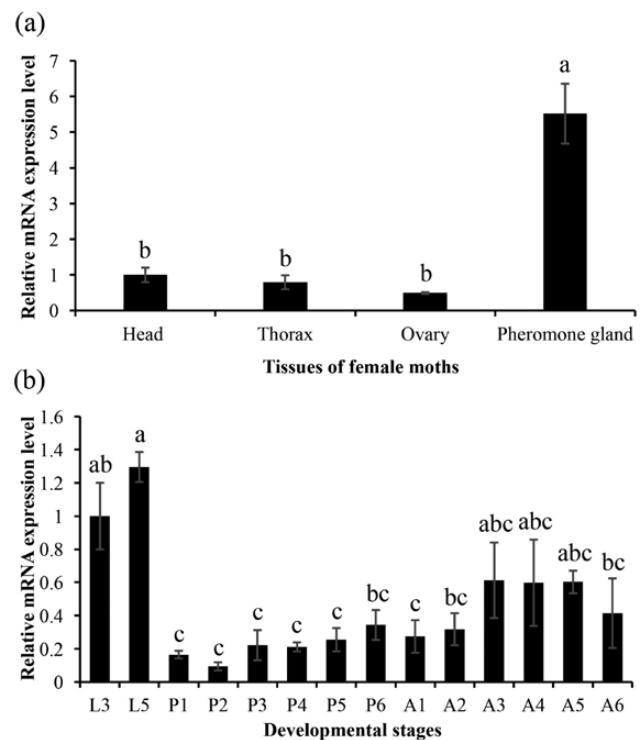 (a)
Relative mRNA expression level
7
6
5
4
3
2
1
0
b
b
b
a
Head Thorax Ovary Pheromone gland
Tissues of female moths
(b)
Relative mRNA expression level
1.6
1.4
1.2
1
0.8
0.6
0.4
0.2
0
ab
a
c
c
c
c
c
bc
c
bc
abc
abc
abc
bc
L3 L5 P1 P2 P3 P4 P5 P6 A1 A2 A3 A4 A5 A6
Developmental stages